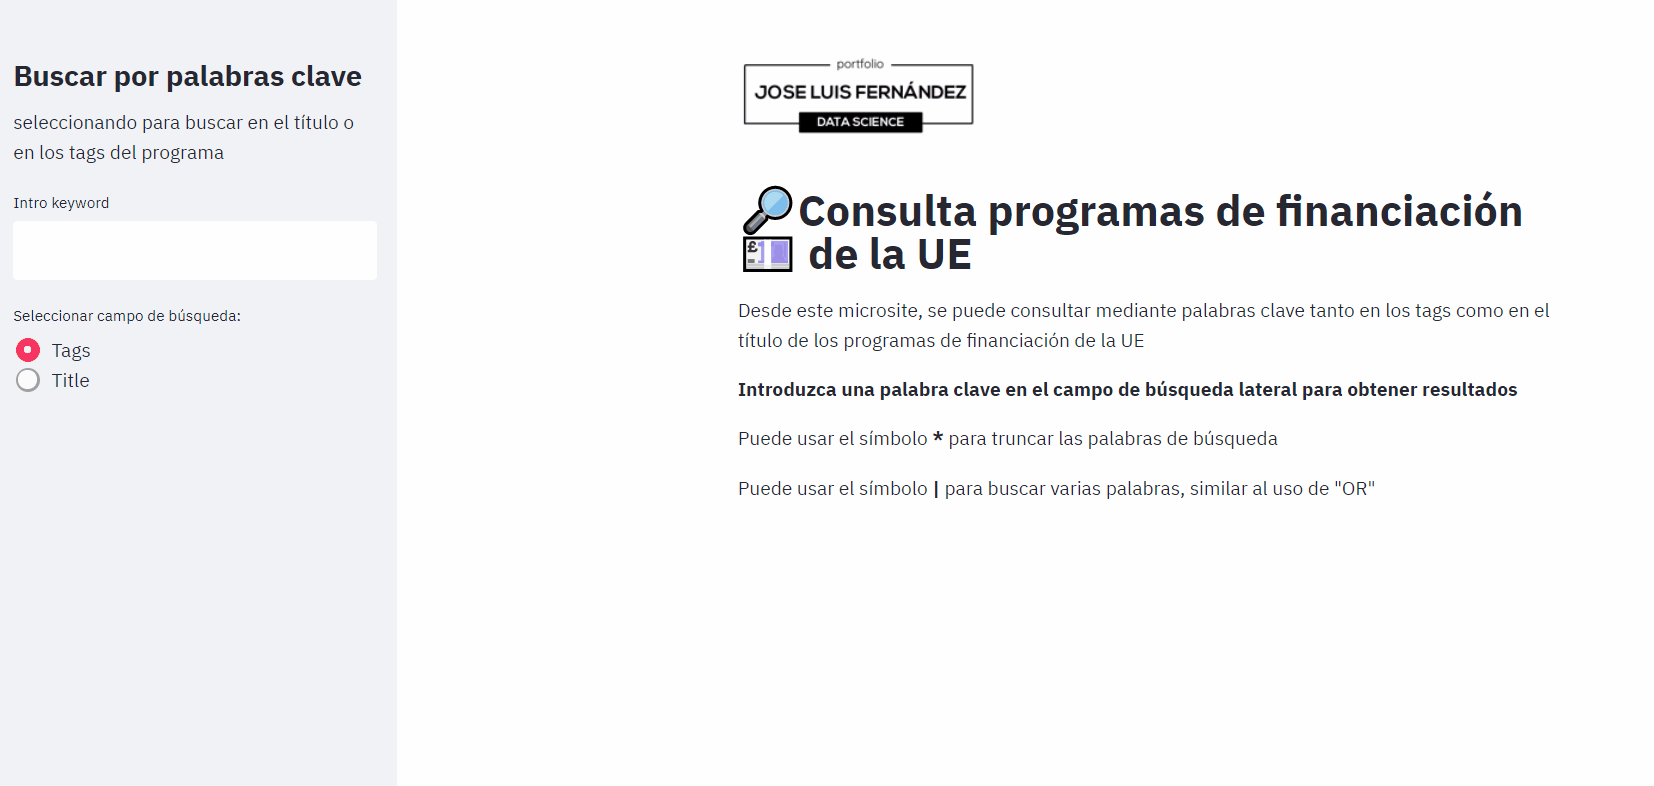 Buscar por palabras clave
seleccionando para buscar en el título o
en los tags del programa
Intro keyword
Seleccionar campo de búsqueda:
Tags
Title
portfolio
JOSE LUIS FERNÁNDEZ
DATA SCIENCE
🔎Consulta programas de financiación
💷 de la UE
Desde este microsite, se puede consultar mediante palabras clave tanto en los tags como en el
título de los programas de financiación de la UE
Introduzca una palabra clave en el campo de búsqueda lateral para obtener resultados
Puede usar el símbolo * para truncar las palabras de búsqueda
Puede usar el símbolo | para buscar varias palabras, similar al uso de "OR"